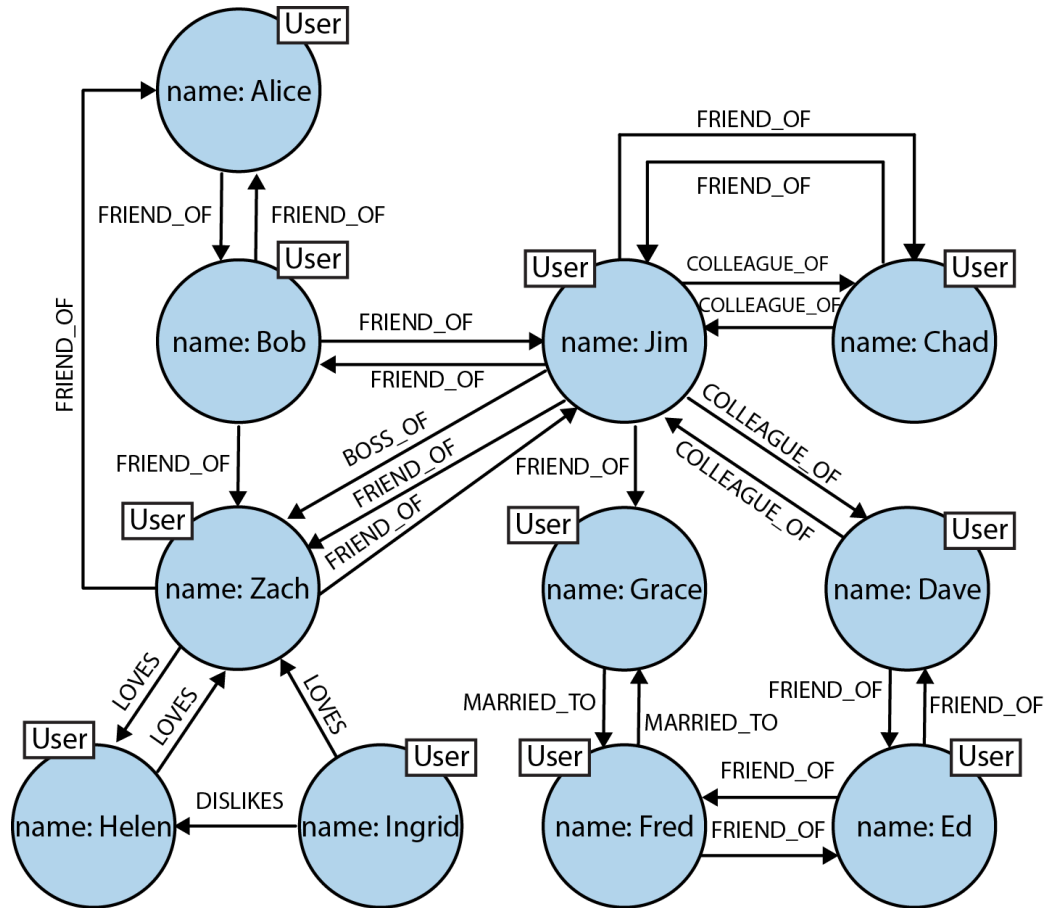 User
name: Alice
FRIEND_OF
FRIEND_OF
FRIEND_OF
FRIEND_OF
FRIEND_OF
User
User
User
name: Bob
FRIEND_OF
FRIEND_OF
name: Jim
COLLEAGUE_OF
COLLEAGUE_OF
name: Chad
FRIEND_OF
BOSS_OF
FRIEND_OF
FRIEND_OF
FRIEND_OF
COLLEAGUE_OF
COLLEAGUE_OF
User
User
User
name: Zach
name: Grace
name: Dave
LOVES
LOVES
LOVES
MARRIED_TO
MARRIED_TO
FRIEND_OF
FRIEND_OF
User
User
User
User
name: Helen
DISLIKES
name: Ingrid
name: Fred
FRIEND_OF
FRIEND_OF
name: Ed